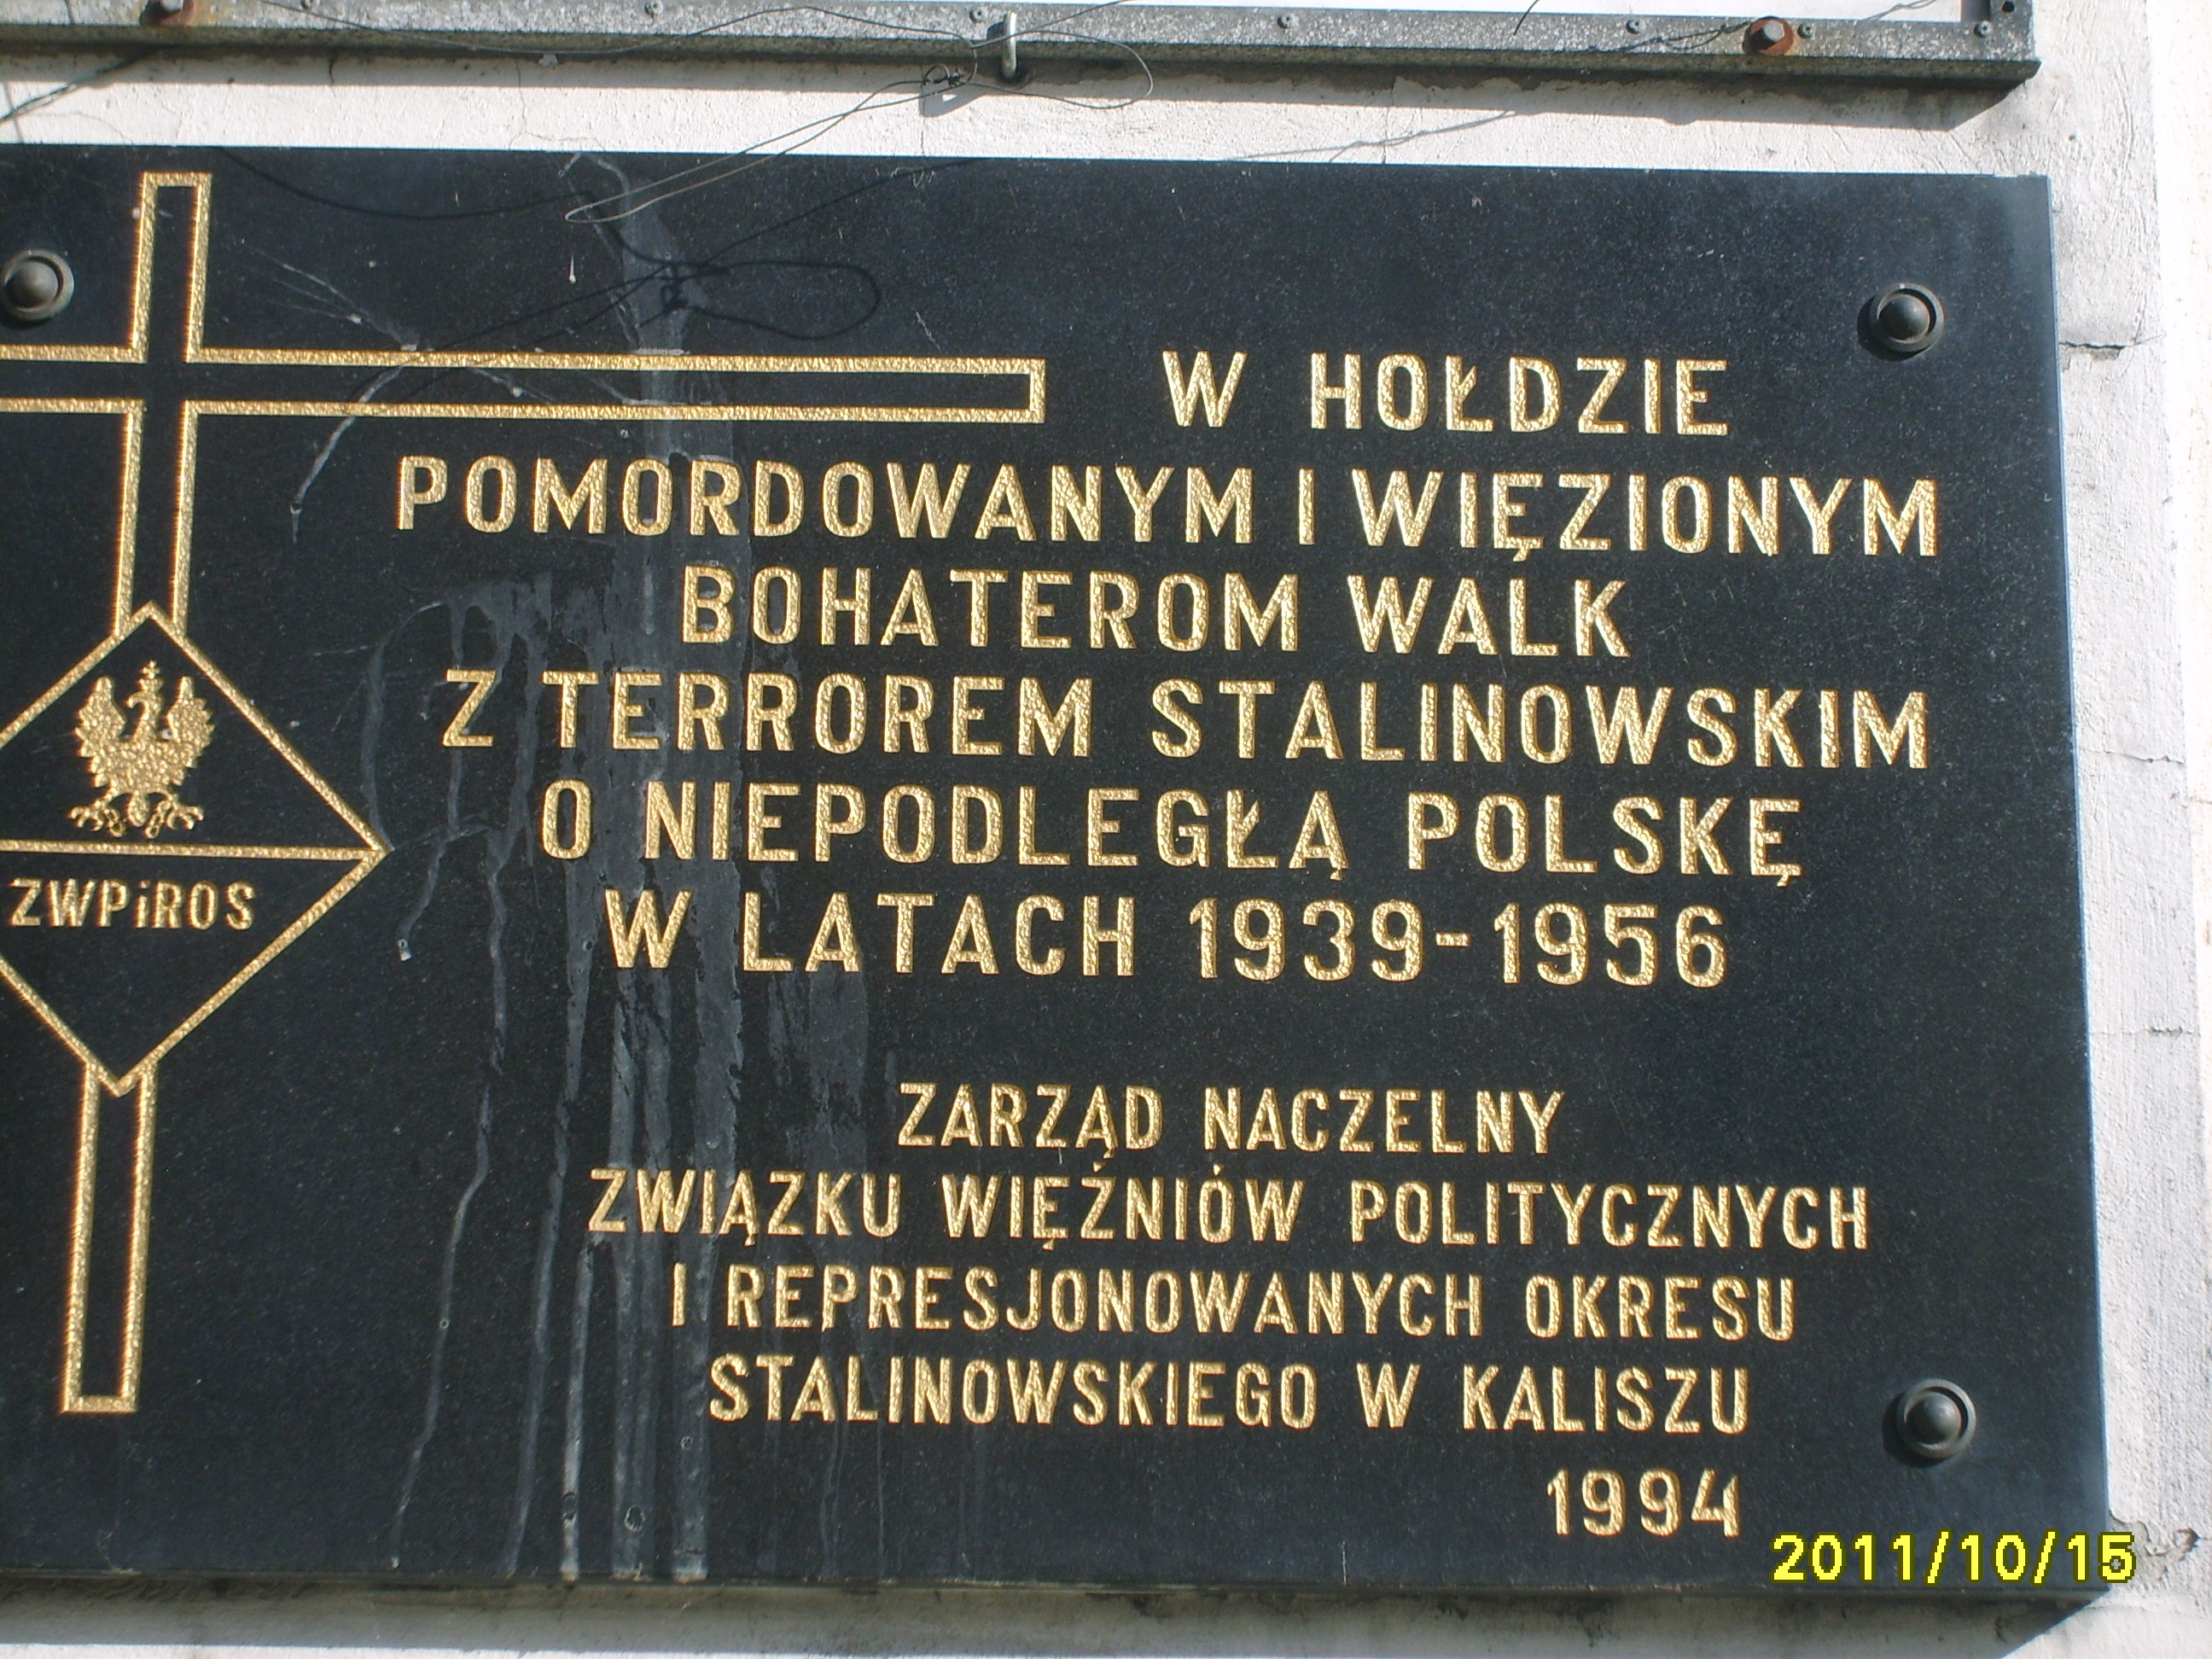 W HOŁDZIE
POMORDOWANYM I WIĘZIONYM
BOHATEROM WALK
Z TERROREM STALINOWSKIM
O NIEPODLEGŁĄ POLSKĘ
W LATACH 1939-1956
ZWPiROS
ZARZĄD NACZELNY
ZWIĄZKU WIĘŹNIÓW POLITYCZNYCH
I REPRESJONOWANYCH OKRESU
STALINOWSKIEGO W KALISZU
1994
2011/10/15